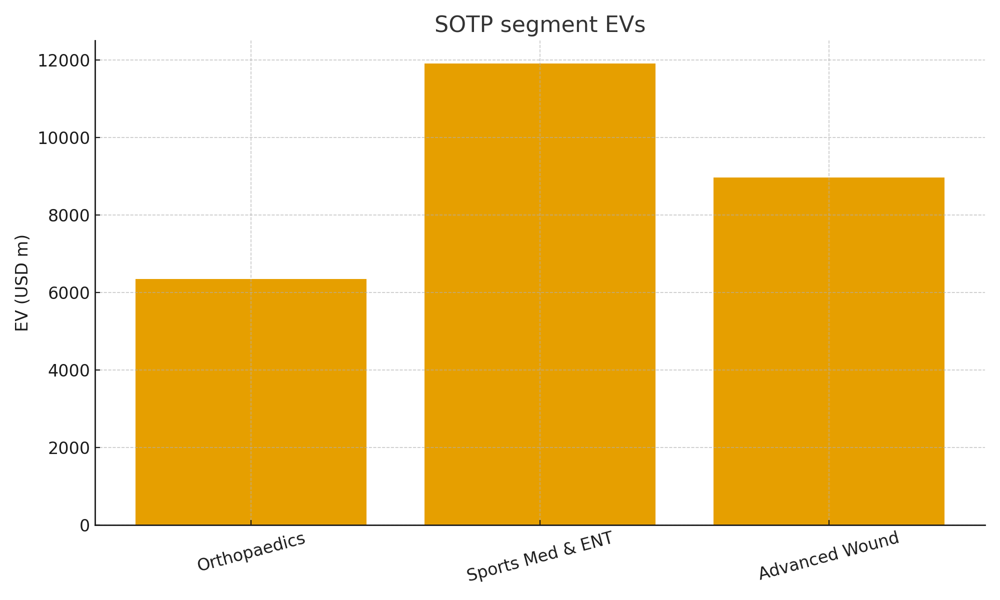 SOTP segment EVs
EV (USD m)
12000
10000
8000
6000
4000
2000
0
Orthopaedics
Sports Med & ENT
Advanced Wound